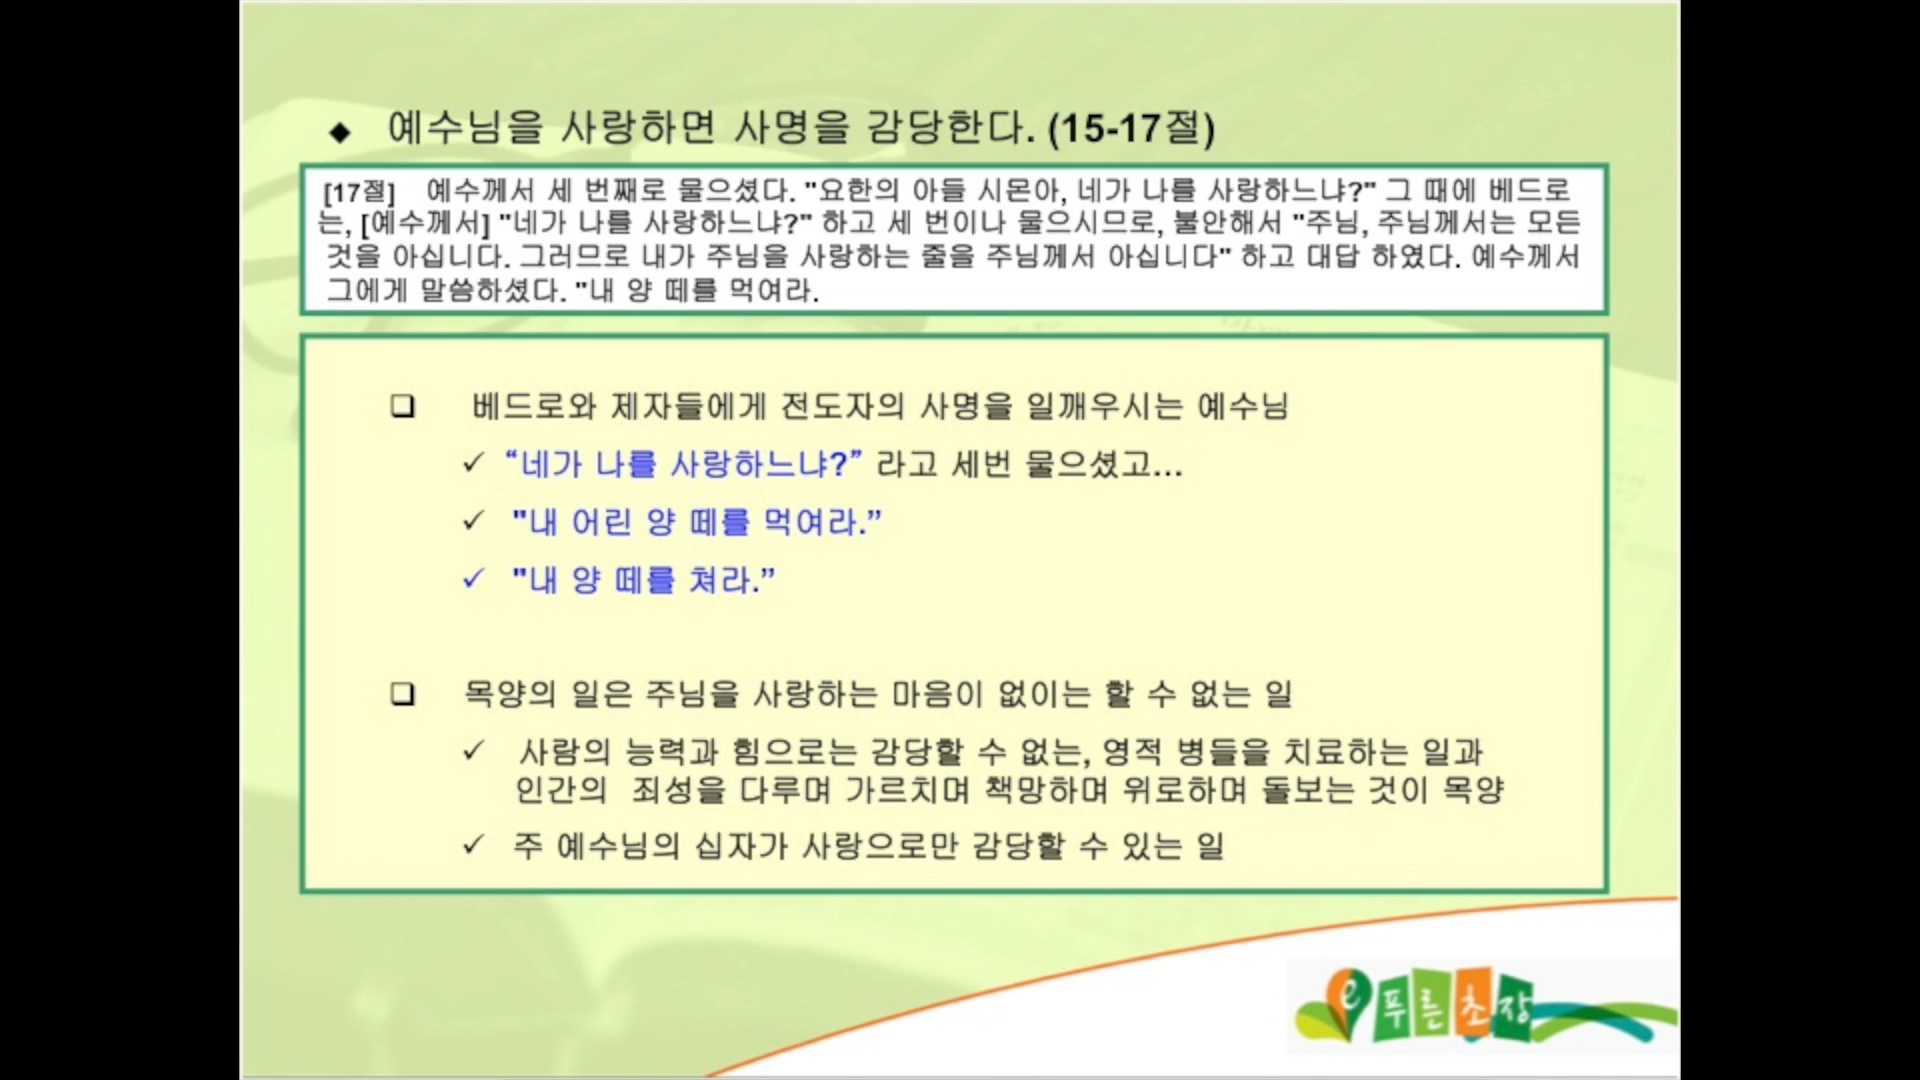 ◆ 예수님을 사랑하면 사명을 감당한다. (15-17절)
[17절] 예수께서 세 번째로 물으셨다. "요한의 아들 시몬아, 네가 나를 사랑하느냐?" 그 때에 베드로
는, [예수께서] "네가 나를 사랑하느냐?" 하고 세 번이나 물으시므로, 불안해서 "주님, 주님께서는 모든
것을 아십니다. 그러므로 내가 주님을 사랑하는 줄을 주님께서 아십니다" 하고 대답 하였다. 예수께서
그에게 말씀하셨다. "내 양 떼를 먹여라.
❑ 베드로와 제자들에게 전도자의 사명을 일깨우시는 예수님
✓ “네가 나를 사랑하느냐?” 라고 세번 물으셨고...
✓ "내 어린 양 떼를 먹여라.”
✓ "내 양 떼를 쳐라.”
❑ 목양의 일은 주님을 사랑하는 마음이 없이는 할 수 없는 일
✓ 사람의 능력과 힘으로는 감당할 수 없는, 영적 병들을 치료하는 일과
인간의 죄성을 다루며 가르치며 책망하며 위로하며 돌보는 것이 목양
✓ 주 예수님의 십자가 사랑으로만 감당할 수 있는 일
e 푸른초장